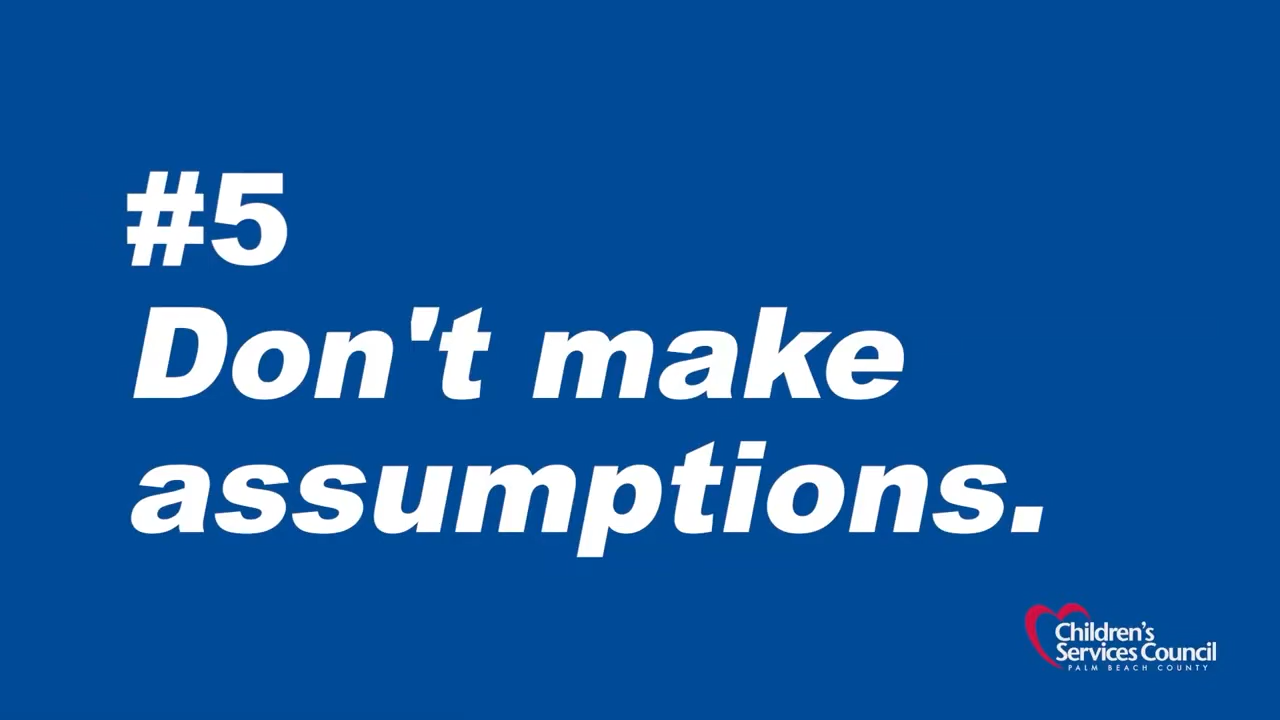 #5
Don't make
assumptions.
Children's
Services Council
PALM BEACH COUNTY